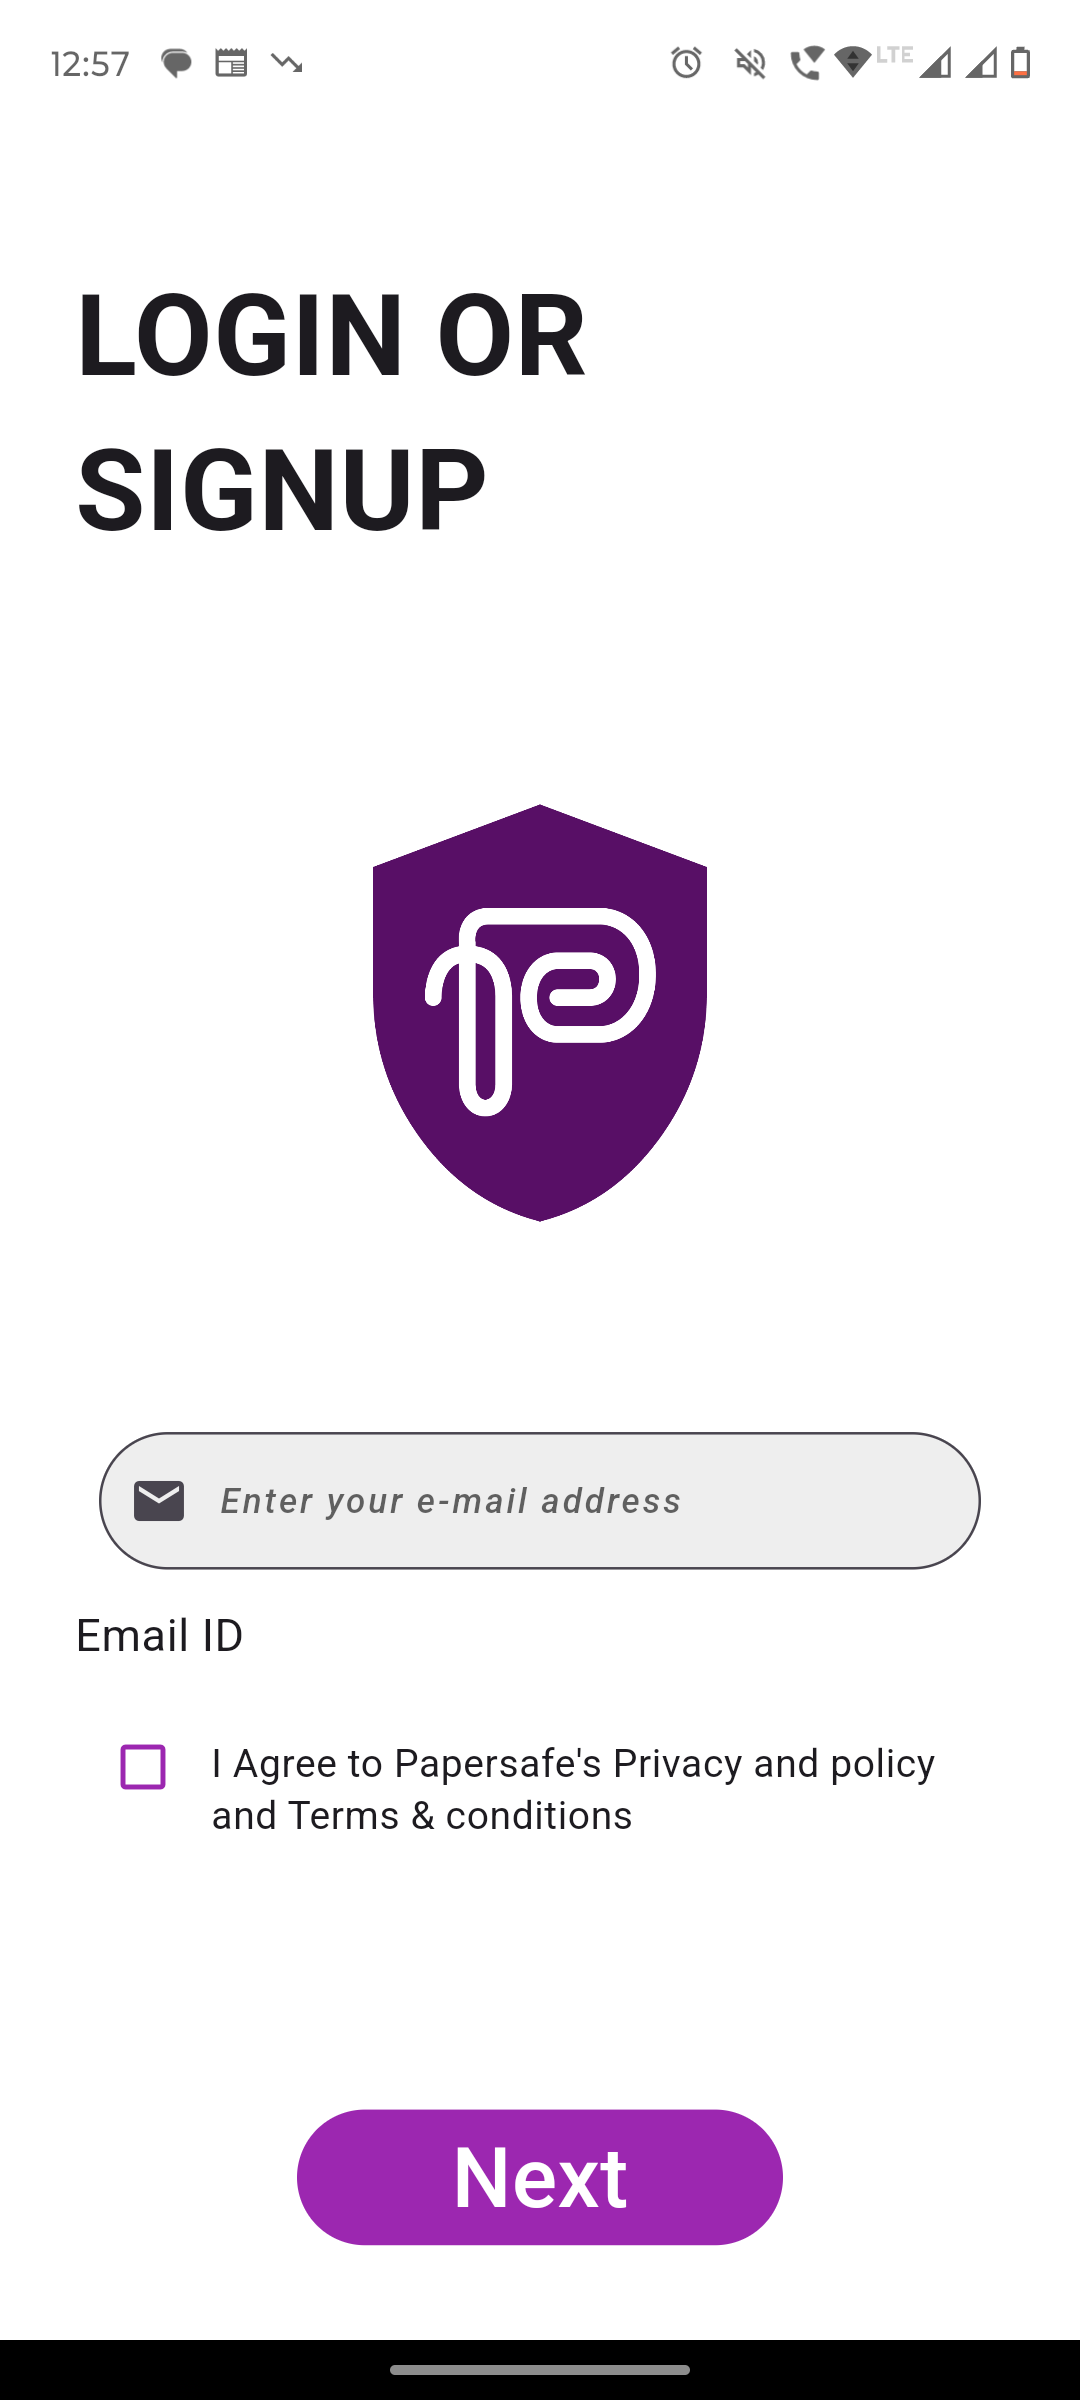 12:57
LTE
LOGIN OR
SIGNUP
Enter your e-mail address
Email ID
I Agree to Papersafe's Privacy and policy
and Terms & conditions
Next